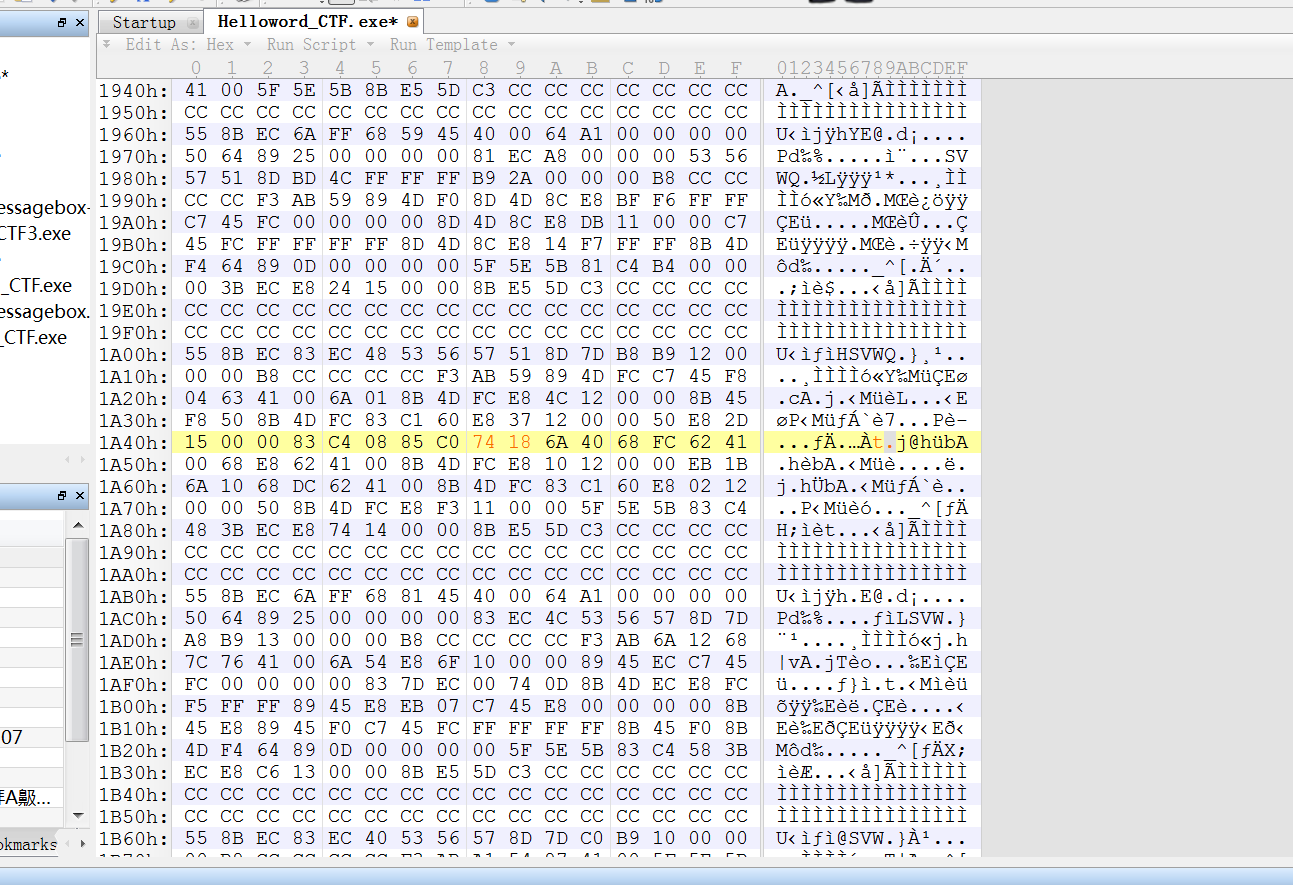 Startup Helloword_CTF.exe*
Edit As: Hex Run Script Run Template
0 1 2 3 4 5 6 7 8 9 A B C D E F 0123456789ABCDEF
1940h: 41 00 5F 5E 5B 8B E5 5D C3 CC CC CC CC CC CC CC A._^[‹å]ÃÌÌÌÌÌÌÌ
1950h: CC CC CC CC CC CC CC CC CC CC CC CC CC CC CC CC ÌÌÌÌÌÌÌÌÌÌÌÌÌÌÌÌ
1960h: 55 8B EC 6A FF 68 59 45 40 00 64 A1 00 00 00 00 U‹ìjÿhYE@.d¡....
1970h: 50 64 89 25 00 00 00 00 81 EC A8 00 00 00 53 56 Pd‰%.....ì¨...SV
1980h: 57 51 8D BD 4C FF FF FF B9 2A 00 00 00 B8 CC CC WQ.½Lÿÿÿ¹*...¸ÌÌ
1990h: CC CC F3 AB 59 89 4D F0 8D 4D 8C E8 BF F6 FF FF ÌÌó«Y‰Mð.MŒè¿öÿÿ
19A0h: C7 45 FC 00 00 00 00 8D 4D 8C E8 DB 11 00 00 C7 ÇEü.....MŒèÛ...Ç
essagebox-
19B0h: 45 FC FF FF FF FF 8D 4D 8C E8 14 F7 FF FF 8B 4D Eüÿÿÿÿ.MŒè.÷ÿÿ‹M
CTF3.exe
19C0h: F4 64 89 0D 00 00 00 00 5F 5E 5B 81 C4 B4 00 00 ôd‰....._^[.Ä´..
19D0h: 00 3B EC E8 24 15 00 00 8B E5 5D C3 CC CC CC CC .;ìè$...‹å]ÃÌÌÌÌ
_CTF.exe
19E0h: CC CC CC CC CC CC CC CC CC CC CC CC CC CC CC CC ÌÌÌÌÌÌÌÌÌÌÌÌÌÌÌÌ
essagebox.
19F0h: CC CC CC CC CC CC CC CC CC CC CC CC CC CC CC CC ÌÌÌÌÌÌÌÌÌÌÌÌÌÌÌÌ
_CTF.exe
1A00h: 55 8B EC 83 EC 48 53 56 57 51 8D 7D B8 B9 12 00 U‹ìƒìHSVWQ.}¸¹..
1A10h: 00 00 B8 CC CC CC CC F3 AB 59 89 4D FC C7 45 F8 ..¸ÌÌÌÌó«Y‰MüÇEø
1A20h: 04 63 41 00 6A 01 8B 4D FC E8 4C 12 00 00 8B 45 .cA.j.‹MüèL...‹E
1A30h: F8 50 8B 4D FC 83 C1 60 E8 37 12 00 00 50 E8 2D øP‹MüƒÁ`è7...Pè-
1A40h: 15 00 00 83 C4 08 85 C0 74 18 6A 40 68 FC 62 41 ...ƒÄ.…Àt.j@hübA
1A50h: 00 68 E8 62 41 00 8B 4D FC E8 10 12 00 00 EB 1B .hèbA.‹Müè....ë.
1A60h: 6A 10 68 DC 62 41 00 8B 4D FC 83 C1 60 E8 02 12 j.hÜbA.‹MüƒÁ`è..
1A70h: 00 00 50 8B 4D FC E8 F3 11 00 00 5F 5E 5B 83 C4 ..P‹Müèó..._^[ƒÄ
1A80h: 48 3B EC E8 74 14 00 00 8B E5 5D C3 CC CC CC CC H;ìèt...‹å]ÃÌÌÌÌ
1A90h: CC CC CC CC CC CC CC CC CC CC CC CC CC CC CC CC ÌÌÌÌÌÌÌÌÌÌÌÌÌÌÌÌ
1AA0h: CC CC CC CC CC CC CC CC CC CC CC CC CC CC CC CC ÌÌÌÌÌÌÌÌÌÌÌÌÌÌÌÌ
1AB0h: 55 8B EC 6A FF 68 81 45 40 00 64 A1 00 00 00 00 U‹ìjÿh.E@.d¡....
1AC0h: 50 64 89 25 00 00 00 00 83 EC 4C 53 56 57 8D 7D Pd‰%....ƒìLSVW.}
1AD0h: A8 B9 13 00 00 00 B8 CC CC CC CC F3 AB 6A 12 68 ¨¹....¸ÌÌÌÌó«j.h
1AE0h: 7C 76 41 00 6A 54 E8 6F 10 00 00 89 45 EC C7 45 |vA.jTèo...‰EìÇE
1AF0h: FC 00 00 00 00 83 7D EC 00 74 0D 8B 4D EC E8 FC ü....ƒ}ì.t.‹Mìèü
1B00h: F5 FF FF 89 45 E8 EB 07 C7 45 E8 00 00 00 00 8B õÿÿ‰Eèë.ÇEè....‹
1B10h: 45 E8 89 45 F0 C7 45 FC FF FF FF FF 8B 45 F0 8B Eè‰EðÇEüÿÿÿÿ‹Eð‹
07
1B20h: 4D F4 64 89 0D 00 00 00 00 5F 5E 5B 83 C4 58 3B Môd‰....._^[ƒÄX;
1B30h: EC E8 C6 13 00 00 8B E5 5D C3 CC CC CC CC CC CC ìèÆ...‹å]ÃÌÌÌÌÌÌ
1B40h: CC CC CC CC CC CC CC CC CC CC CC CC CC CC CC CC ÌÌÌÌÌÌÌÌÌÌÌÌÌÌÌÌ
1B50h: CC CC CC CC CC CC CC CC CC CC CC CC CC CC CC CC ÌÌÌÌÌÌÌÌÌÌÌÌÌÌÌÌ
1B60h: 55 8B EC 83 EC 40 53 56 57 8D 7D C0 B9 10 00 00 U‹ìƒì@SVW.}À¹...
okmarks